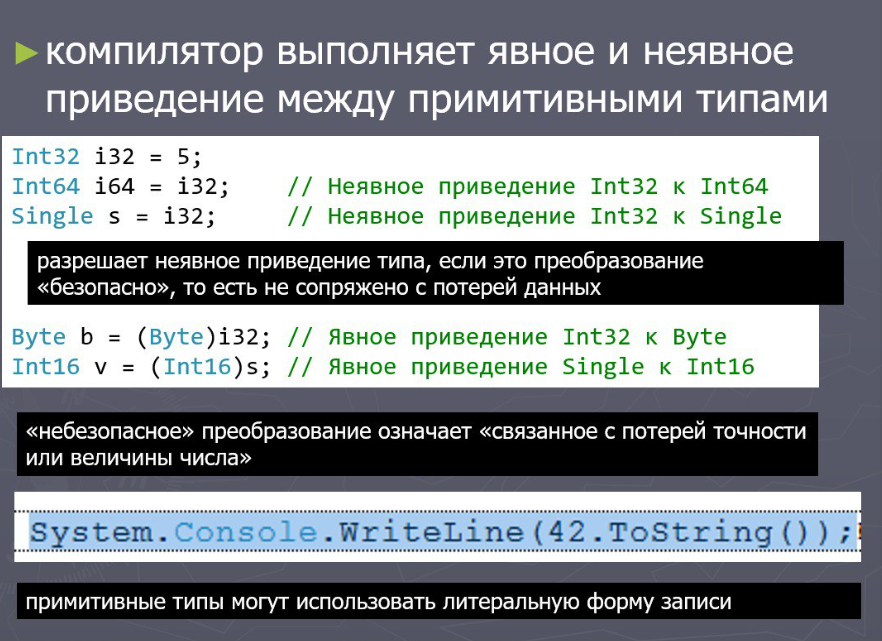 компилятор выполняет явное и неявное
приведение между примитивными типами
Int32 i32 = 5;
Int64 i64 = i32; // Неявное приведение Int32 к Int64
Single s = i32; // Неявное приведение Int32 к Single
разрешает неявное приведение типа, если это преобразование
«безопасно», то есть не сопряжено с потерей данных
Byte b = (Byte)i32; // Явное приведение Int32 к Byte
Int16 v = (Int16)s; // Явное приведение Single к Int16
«небезопасное» преобразование означает «связанное с потерей точности
или величины числа»
System.Console.WriteLine(42.ToString());
примитивные типы могут использовать литеральную форму записи